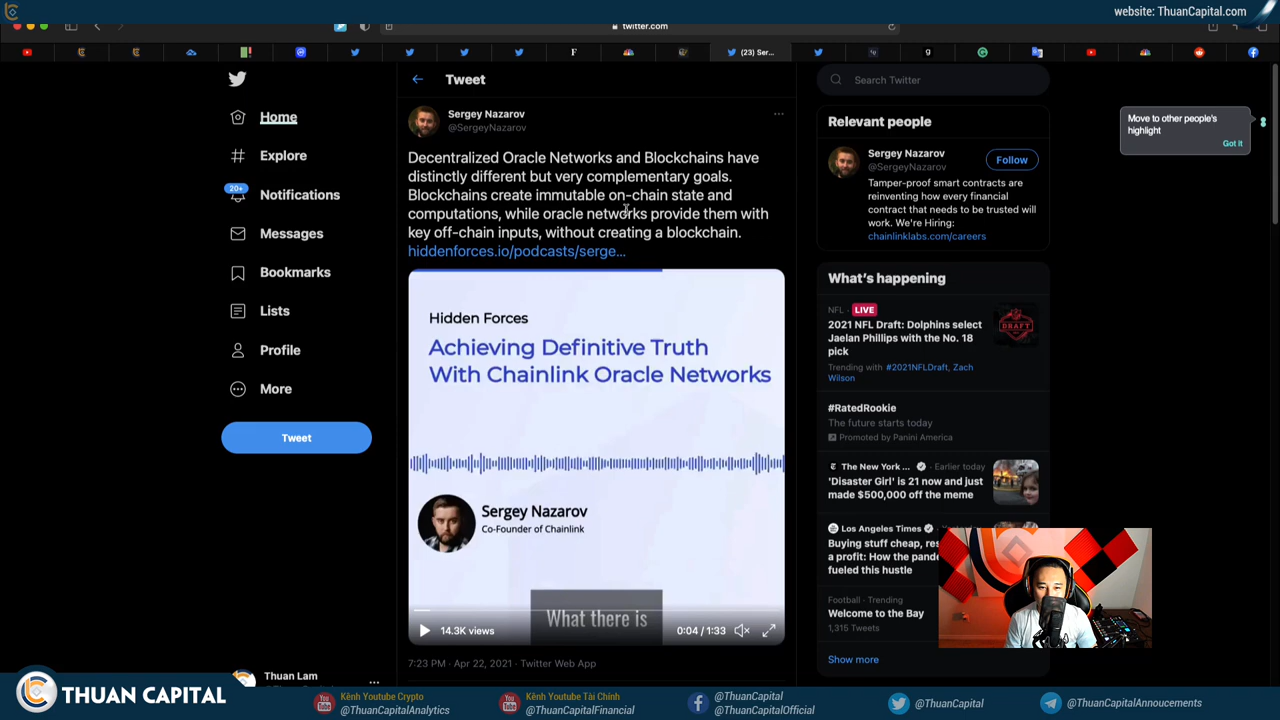 website: ThuanCapital.com
twitter.com
(23) Ser...
Home
Explore
20+
Notifications
Messages
Bookmarks
Lists
Profile
More
Tweet
Thuan Lam
Tweet
Sergey Nazarov
@SergeyNazarov
Decentralized Oracle Networks and Blockchains have
distinctly different but very complementary goals.
Blockchains create immutable on-chain state and
computations, while oracle networks provide them with
key off-chain inputs, without creating a blockchain.
hiddenforces.io/podcasts/serge...
Hidden Forces
Achieving Definitive Truth
With Chainlink Oracle Networks
Sergey Nazarov
Co-Founder of Chainlink
What there is
14.3K views
0:04 / 1:33
7:23 PM · Apr 22, 2021 · Twitter Web App
Search Twitter
Relevant people
Sergey Nazarov
@SergeyNazarov
Follow
Tamper-proof smart contracts are
reinventing how every financial
contract that needs to be trusted will
work. We're Hiring:
chainlinklabs.com/careers
What's happening
NFL · LIVE
2021 NFL Draft: Dolphins select
Jaelan Phillips with the No. 18
pick
Trending with #2021NFLDraft, Zach
Wilson
#RatedRookie
The future starts today
Promoted by Panini America
The New York ... · Earlier today
'Disaster Girl' is 21 now and just
made $500,000 off the meme
Los Angeles Times
Buying stuff cheap, res
a profit: How the pande
fueled this hustle
Football · Trending
Welcome to the Bay
1,315 Tweets
Show more
Move to other people's
highlight
Got it
THUAN CAPITAL
Kênh Youtube Crypto
@ThuanCapitalAnalytics
Kênh Youtube Tài Chính
@ThuanCapitalFinancial
@ThuanCapital
@ThuanCapitalOfficial
@ThuanCapital
@ThuanCapitalAnnoucements